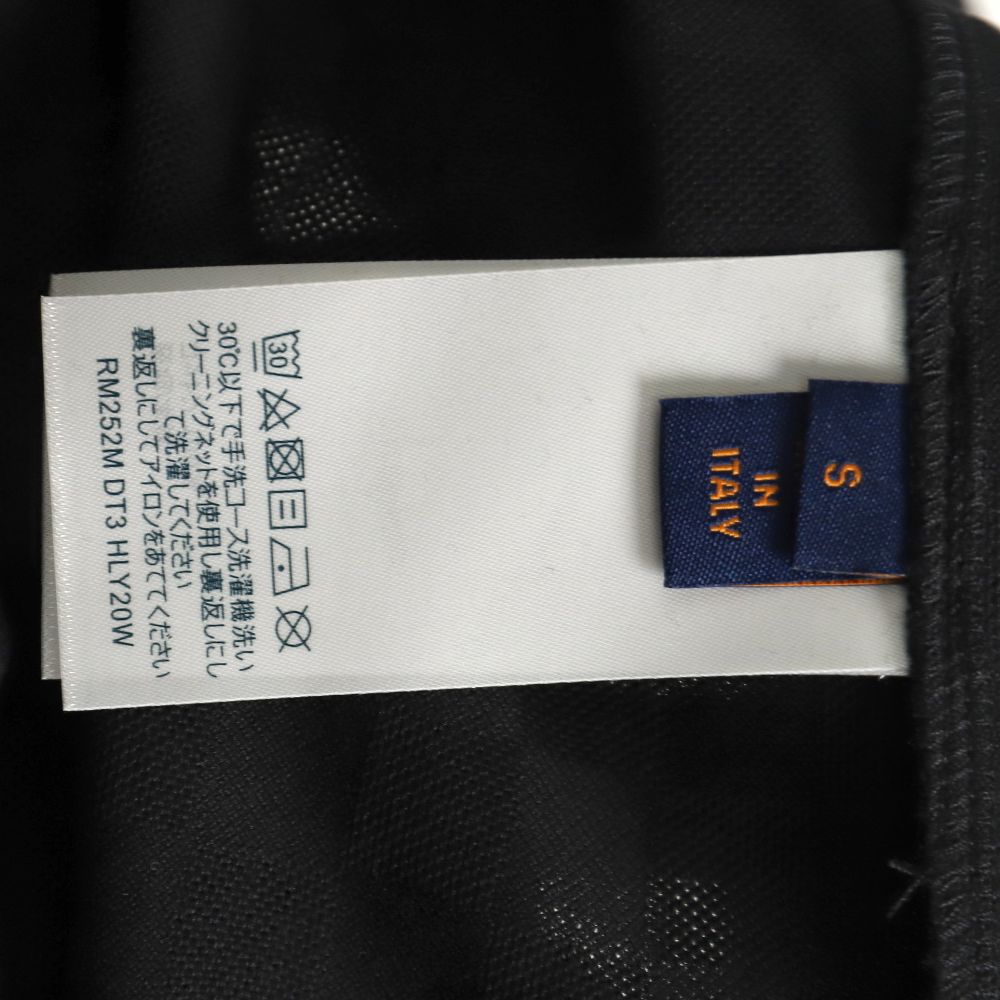 30
30℃以下で手洗コース洗濯機洗い
クリーニングネットを使用し裏返しにし
て洗濯してください
裏返しにしてアイロンをあててください
RM252M DT3 HLY20W
S
IN
ITALY